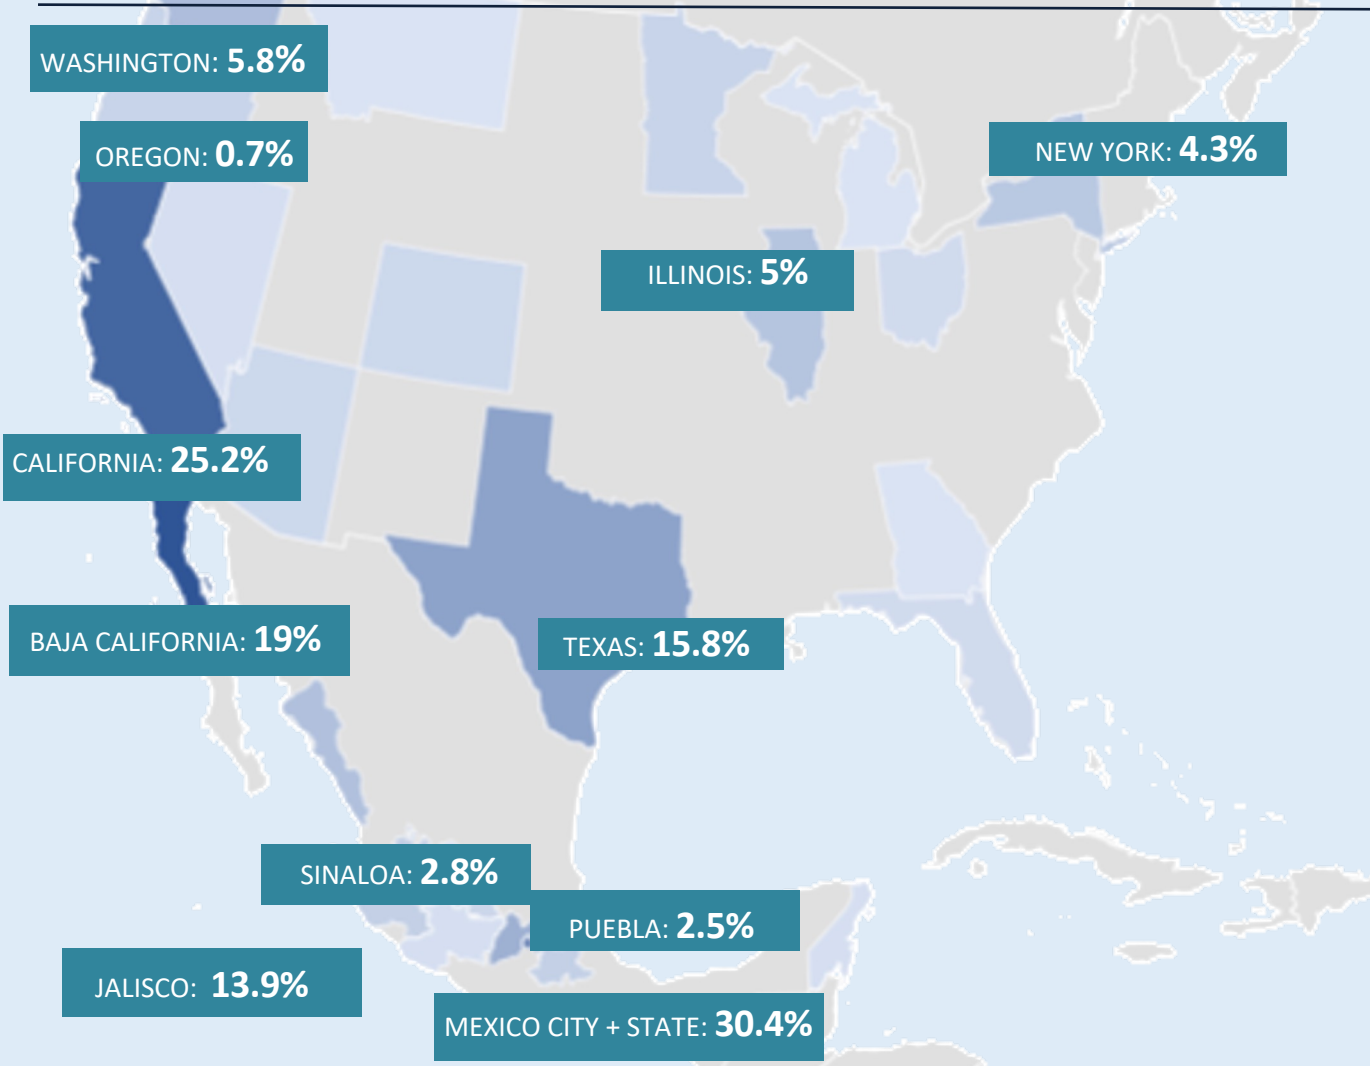 WASHINGTON: 5.8%
OREGON: 0.7%
NEW YORK: 4.3%
ILLINOIS: 5%
CALIFORNIA: 25.2%
BAJA CALIFORNIA: 19%
TEXAS: 15.8%
SINALOA: 2.8%
PUEBLA: 2.5%
JALISCO: 13.9%
MEXICO CITY + STATE: 30.4%